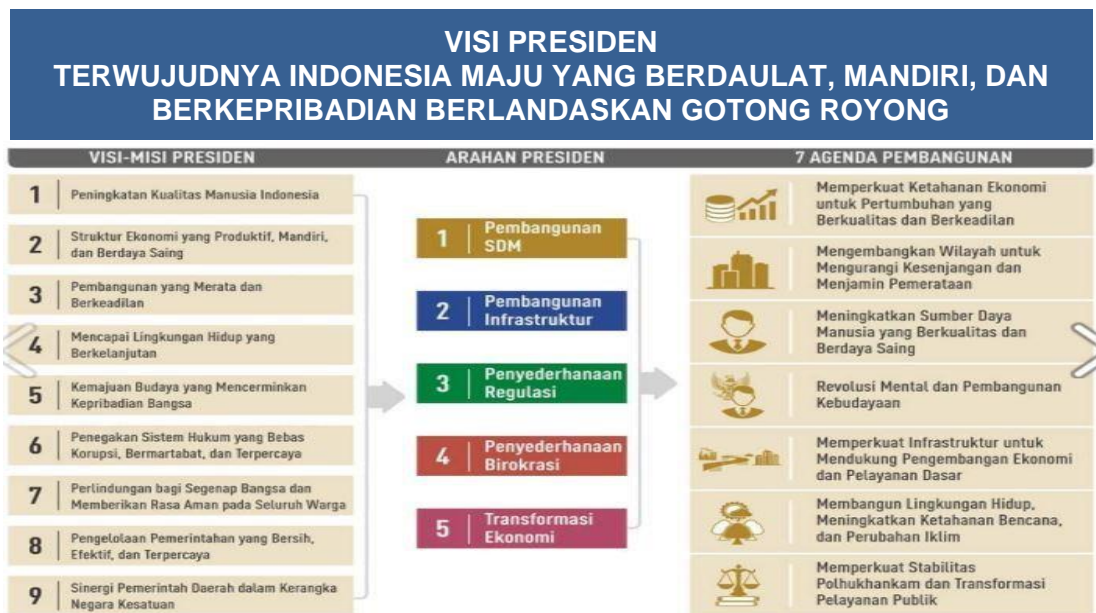 VISI PRESIDEN
TERWUJUDNYA INDONESIA MAJU YANG BERDAULAT, MANDIRI, DAN
BERKEPRIBADIAN BERLANDASKAN GOTONG ROYONG
VISI-MISI PRESIDEN
1
Peningkatan Kualitas Manusia Indonesia
2
Struktur Ekonomi yang Produktif, Mandiri,
dan Berdaya Saing
3
Pembangunan yang Merata dan
Berkeadilan
4
Mencapai Lingkungan Hidup yang
Berkelanjutan
5
Kemajuan Budaya yang Mencerminkan
Kepribadian Bangsa
6
Penegakan Sistem Hukum yang Bebas
Korupsi, Bermartabat, dan Terpercaya
7
Perlindungan bagi Segenap Bangsa dan
Memberikan Rasa Aman pada Seluruh Warga
8
Pengelolaan Pemerintahan yang Bersih,
Efektif, dan Terpercaya
9
Sinergi Pemerintah Daerah dalam Kerangka
Negara Kesatuan
ARAHAN PRESIDEN
1
Pembangunan
SDM
2
Pembangunan
Infrastruktur
3
Penyederhanaan
Regulasi
4
Penyederhanaan
Birokrasi
5
Transformasi
Ekonomi
7 AGENDA PEMBANGUNAN
Memperkuat Ketahanan Ekonomi
untuk Pertumbuhan yang
Berkualitas dan Berkeadilan
Mengembangkan Wilayah untuk
Mengurangi Kesenjangan dan
Menjamin Pemerataan
Meningkatkan Sumber Daya
Manusia yang Berkualitas dan
Berdaya Saing
Revolusi Mental dan Pembangunan
Kebudayaan
Memperkuat Infrastruktur untuk
Mendukung Pengembangan Ekonomi
dan Pelayanan Dasar
Membangun Lingkungan Hidup,
Meningkatkan Ketahanan Bencana,
dan Perubahan Iklim
Memperkuat Stabilitas
Polhukhankam dan Transformasi
Pelayanan Publik